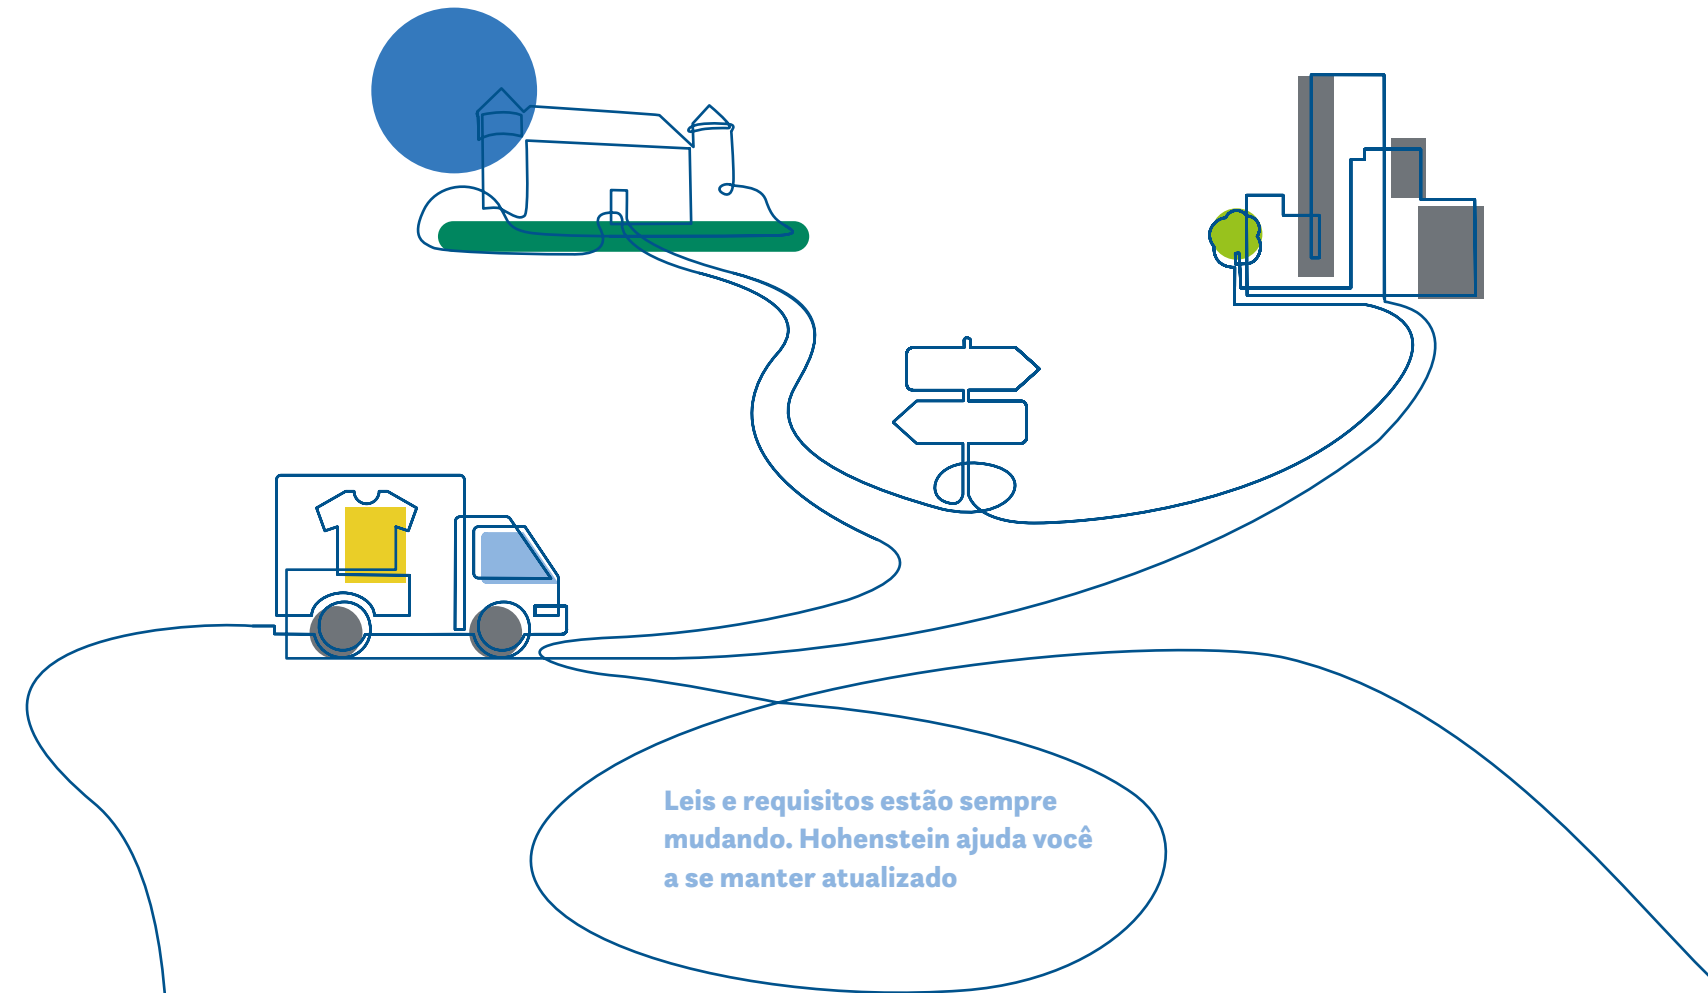 Leis e requisitos estão sempre
mudando. Hohenstein ajuda você
a se manter atualizado